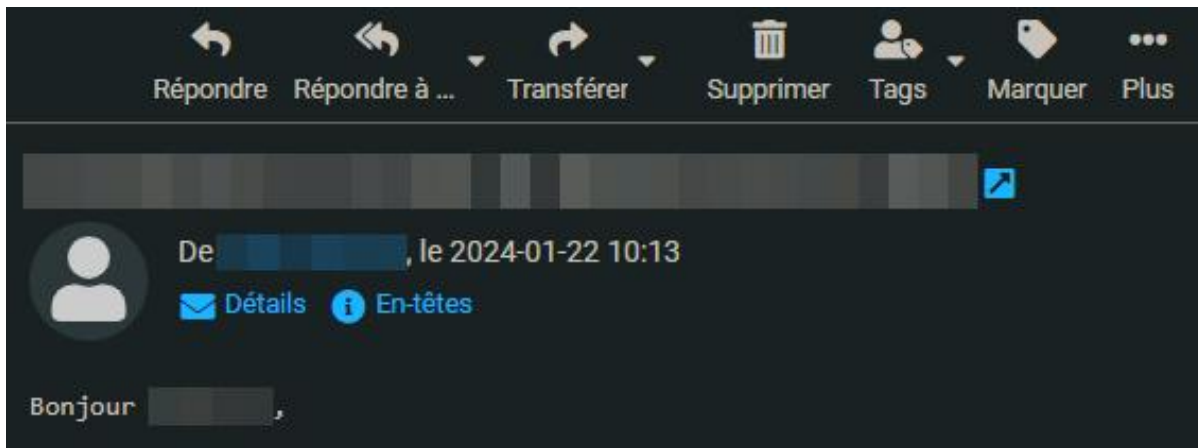 Répondre Répondre à ... Transférer Supprimer Tags Marquer Plus
De , le 2024-01-22 10:13
Détails En-têtes
Bonjour ,